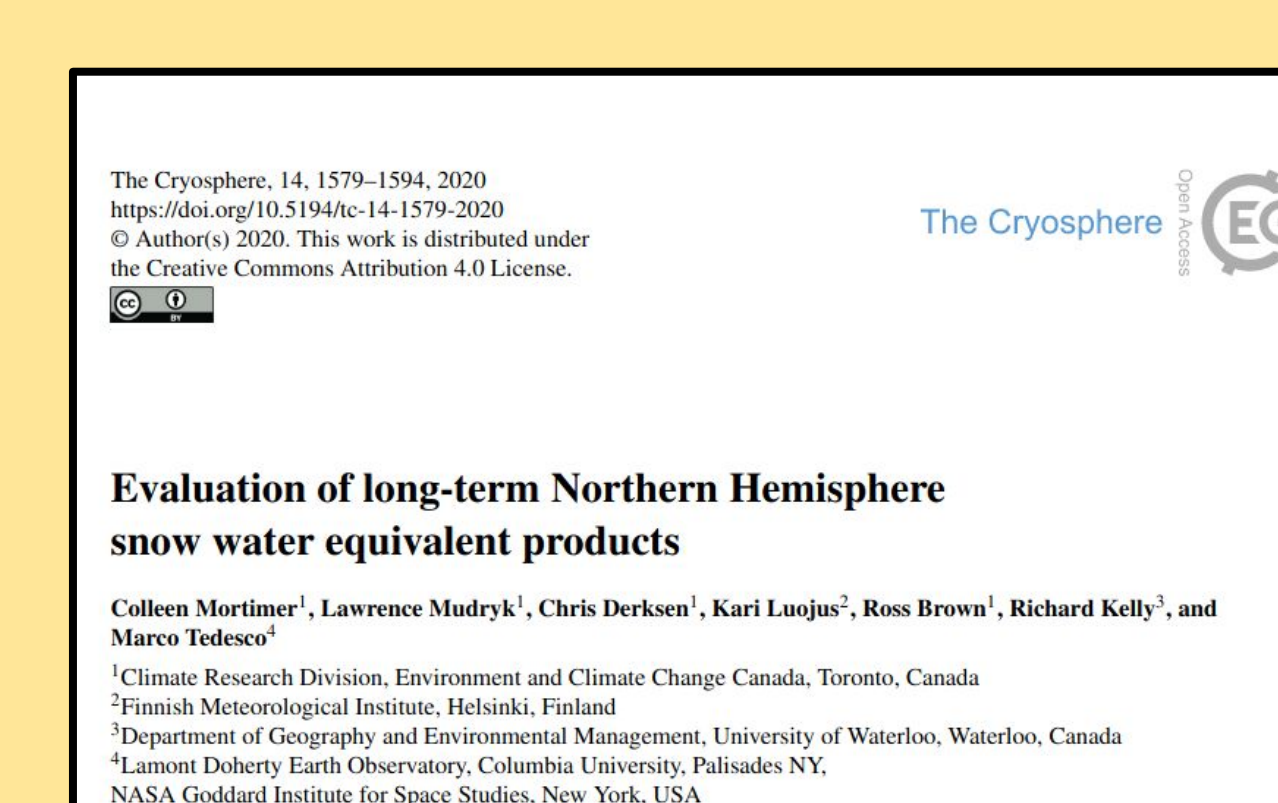 The Cryosphere, 14, 1579–1594, 2020
https://doi.org/10.5194/tc-14-1579-2020
© Author(s) 2020. This work is distributed under
the Creative Commons Attribution 4.0 License.
cc
BY
The Cryosphere
Open Access
Evaluation of long-term Northern Hemisphere
snow water equivalent products
Colleen Mortimer1, Lawrence Mudryk1, Chris Derksen1, Kari Luojus2, Ross Brown1, Richard Kelly3, and
Marco Tedesco4
1Climate Research Division, Environment and Climate Change Canada, Toronto, Canada
2Finnish Meteorological Institute, Helsinki, Finland
3Department of Geography and Environmental Management, University of Waterloo, Waterloo, Canada
4Lamont Doherty Earth Observatory, Columbia University, Palisades NY,
NASA Goddard Institute for Space Studies, New York, USA